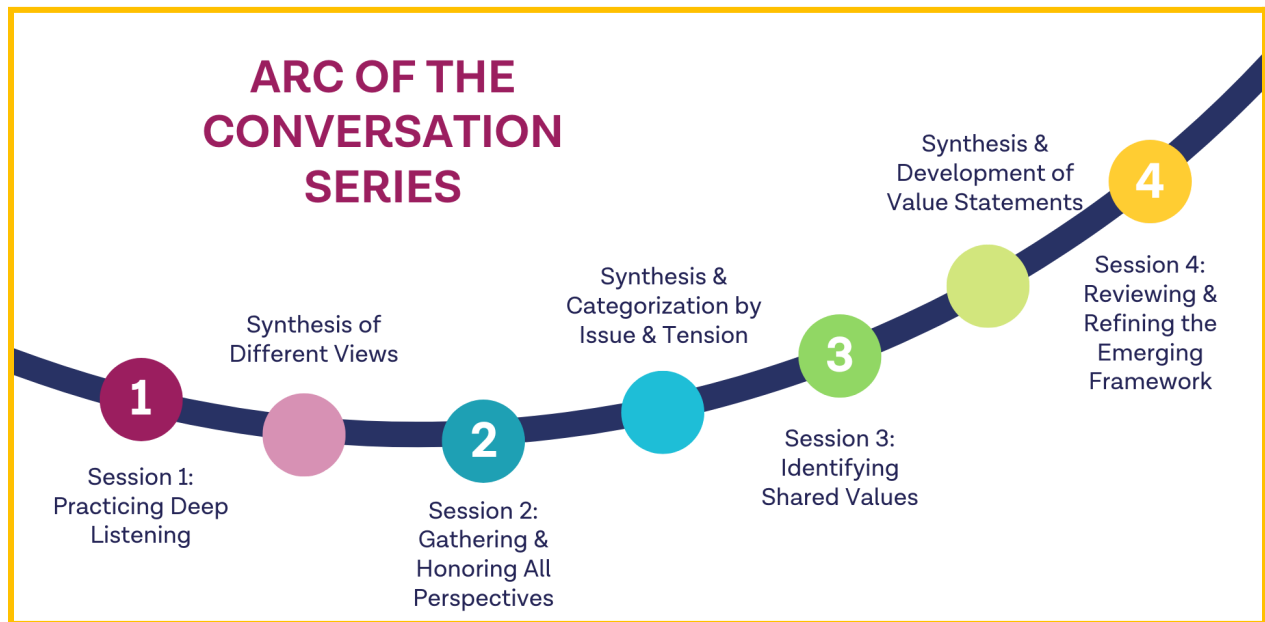 ARC OF THE
CONVERSATION
SERIES
1
Session 1:
Practicing Deep
Listening
Synthesis of
Different Views
2
Session 2:
Gathering &
Honoring All
Perspectives
Synthesis &
Categorization by
Issue & Tension
3
Session 3:
Identifying
Shared Values
Synthesis &
Development of
Value Statements
4
Session 4:
Reviewing &
Refining the
Emerging
Framework